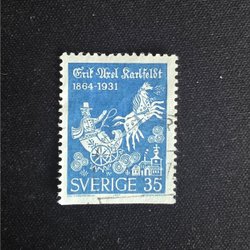 Erik Axel Karlfeldt
1864-1931
SVERIGE 35